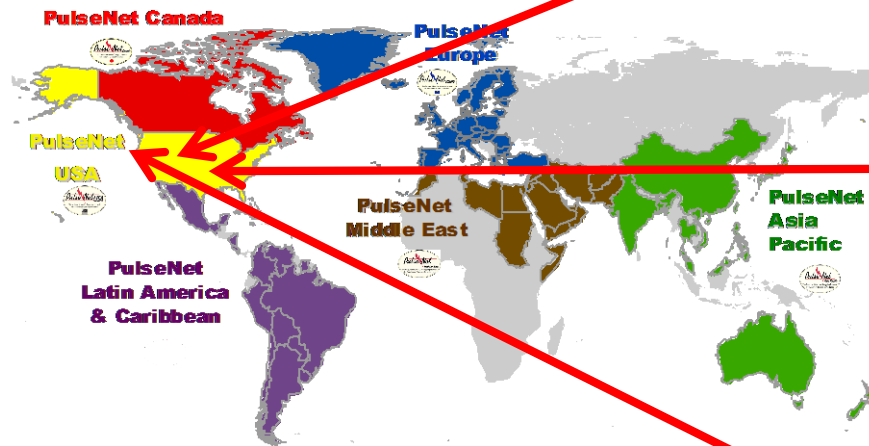 PulseNet Canada
PulseNet
Europe
PulseNet
USA
PulseNet
Middle East
PulseNet
Asia
Pacific
PulseNet
Latin America
& Caribbean